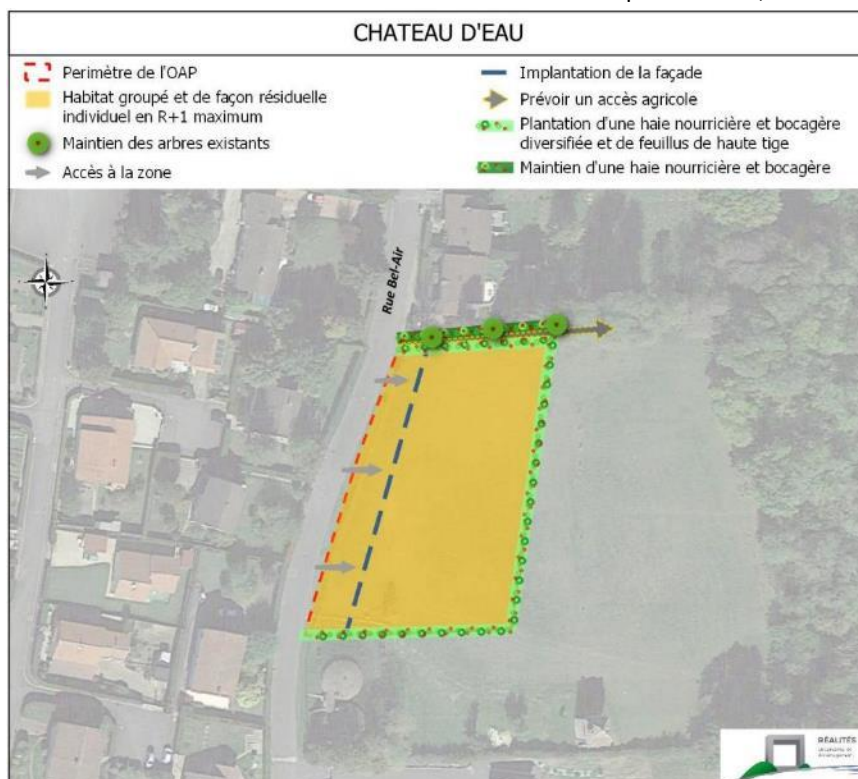 CHATEAU D'EAU
Perimètre de l'OAP
Habitat groupé et de façon résiduelle
individuel en R+1 maximum
Maintien des arbres existants
Accès à la zone
Implantation de la façade
Prévoir un accès agricole
Plantation d'une haie nourricière et bocagère
diversifiée et de feuillus de haute tige
Maintien d'une haie nourricière et bocagère
Rue Bel-Air
RÉALITÉS